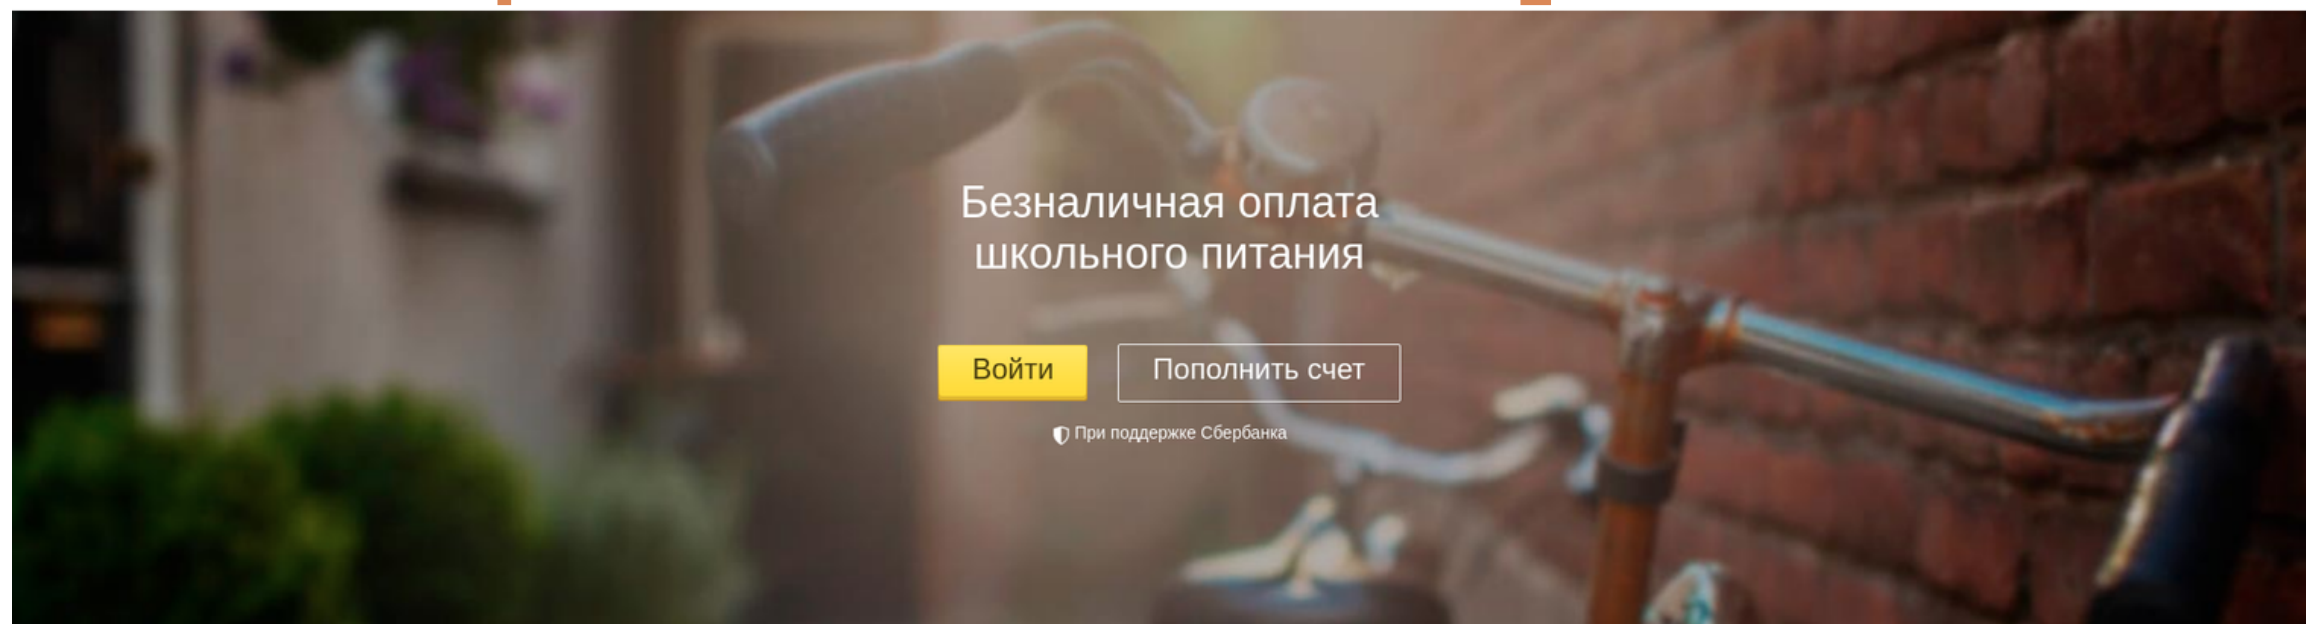 Безналичная оплата
школьного питания
Войти
Пополнить счет
При поддержке Сбербанка